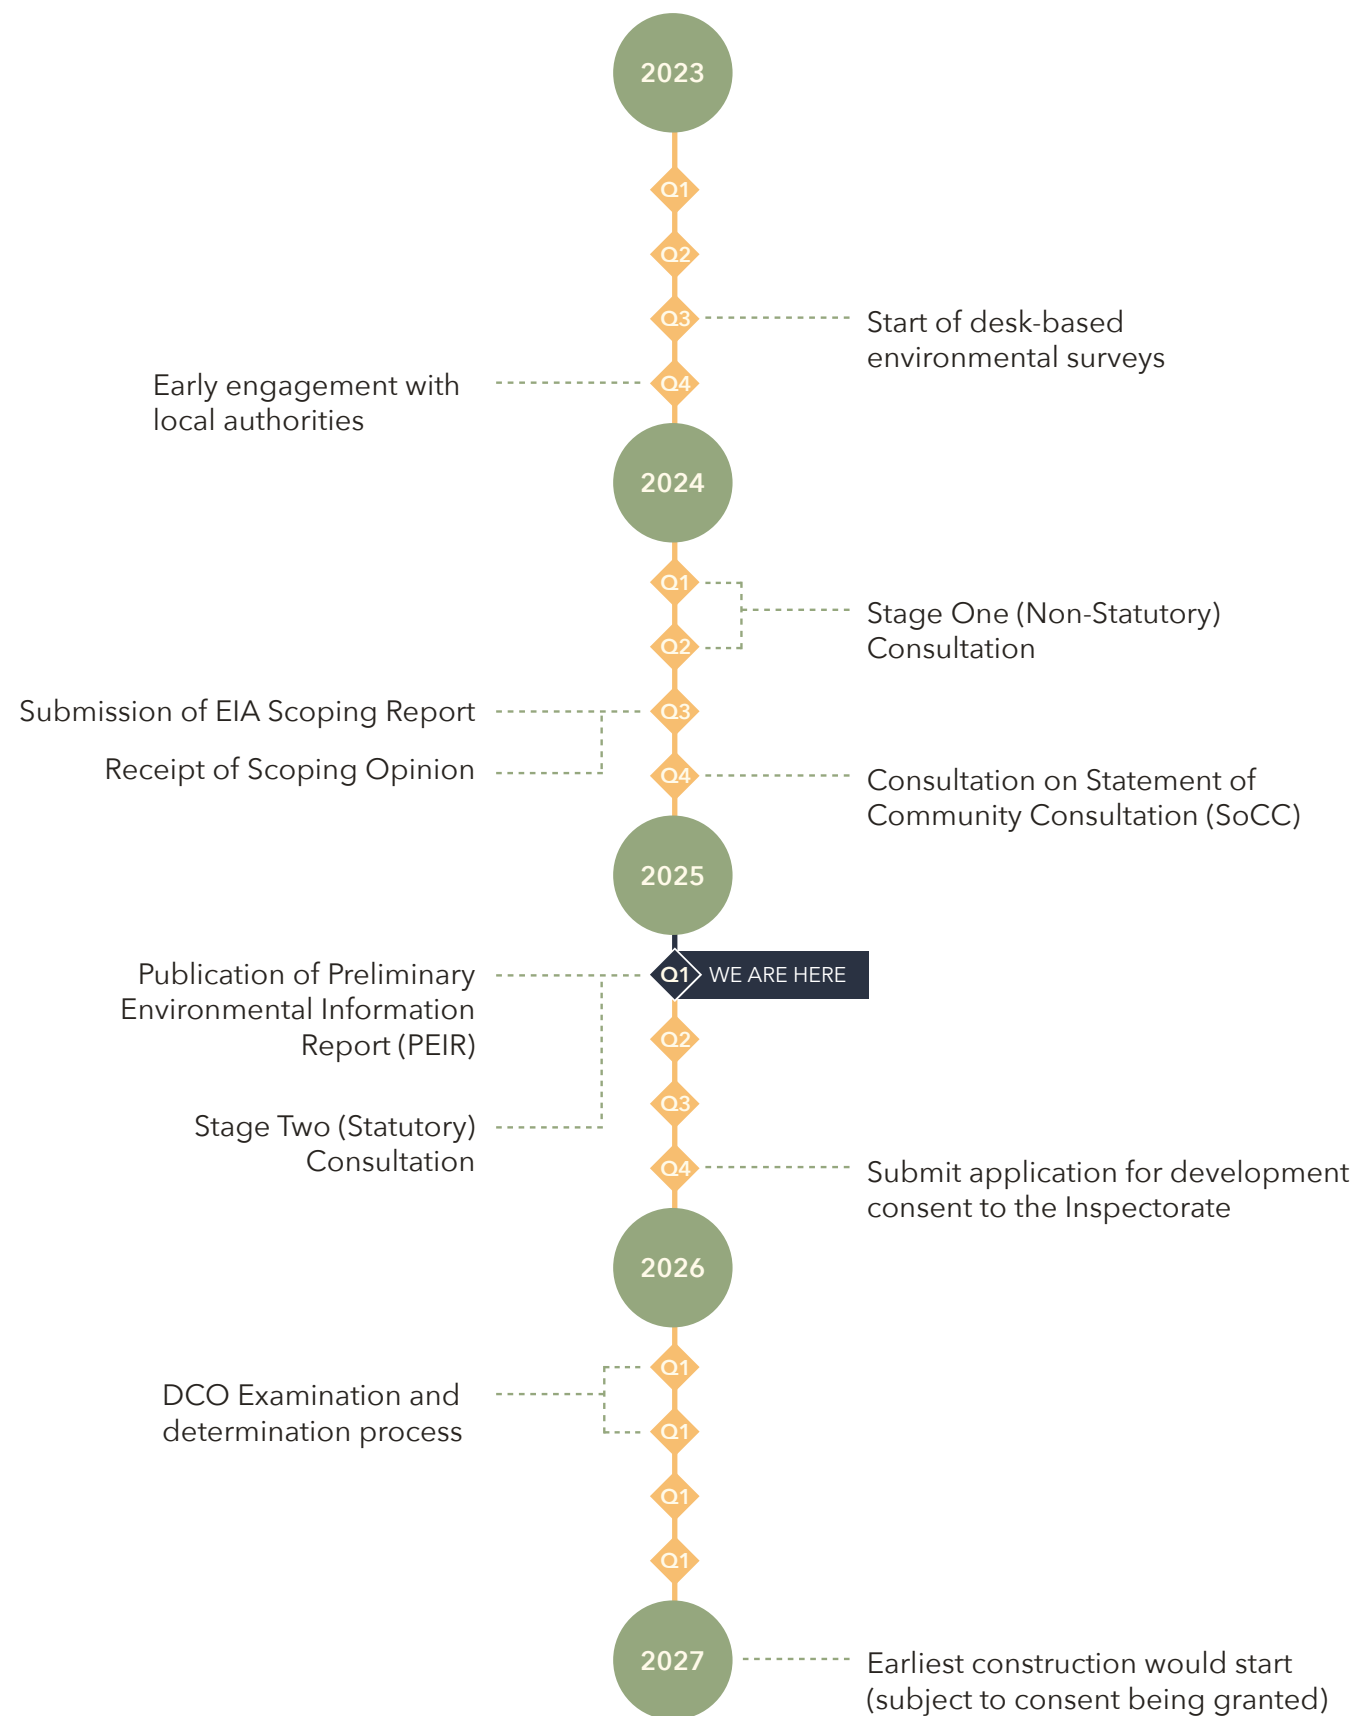 2023
Q1
Q2
Q3
Start of desk-based
environmental surveys
Early engagement with
local authorities
Q4
2024
Q1
Stage One (Non-Statutory)
Consultation
Q2
Submission of EIA Scoping Report
Q3
Receipt of Scoping Opinion
Q4
Consultation on Statement of
Community Consultation (SoCC)
2025
Publication of Preliminary
Environmental Information
Report (PEIR)
Q1 WE ARE HERE
Q2
Q3
Stage Two (Statutory)
Consultation
Q4
Submit application for development
consent to the Inspectorate
2026
Q1
DCO Examination and
determination process
Q1
Q1
Q1
2027
Earliest construction would start
(subject to consent being granted)